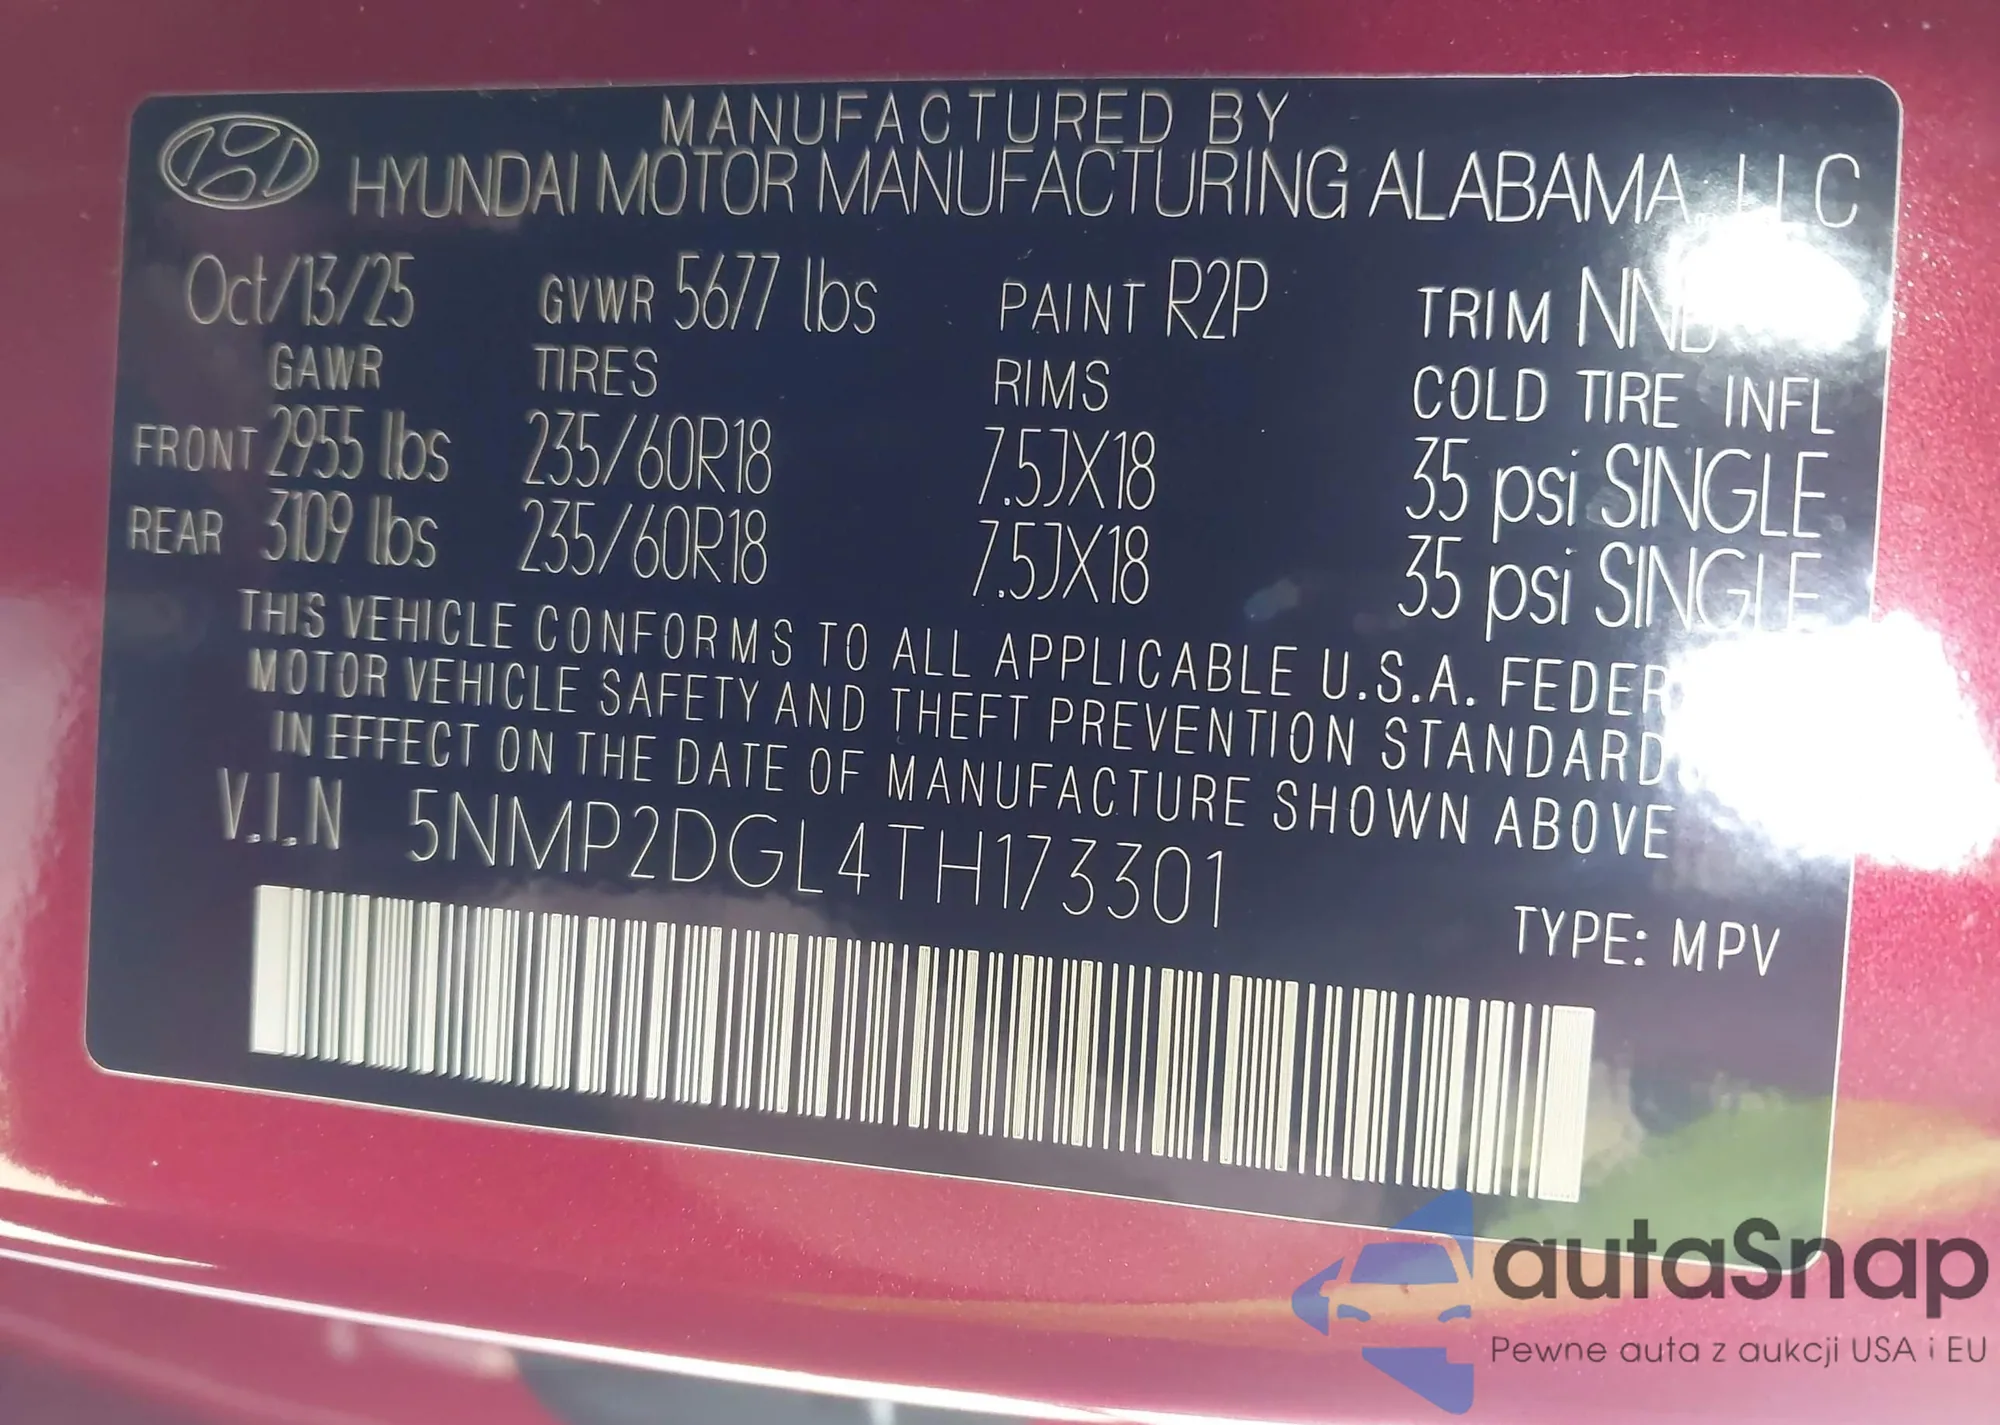 MANUFACTURED BY
HYUNDAI MOTOR MANUFACTURING ALABAMA, LLC
Oct/13/25 GVWR 5677 lbs PAINT R2P TRIM
GAWR TIRES RIMS COLD TIRE INFL
FRONT 2955 lbs 235/60R18 7.5JX18 35 psi SINGLE
REAR 3109 lbs 235/60R18 7.5JX18 35 psi SINGLE
THIS VEHICLE CONFORMS TO ALL APPLICABLE U.S.A.
MOTOR VEHICLE SAFETY AND THEFT PREVENTION
IN EFFECT ON THE DATE OF MANUFACTURE SHOWN ABOVE
V.I.N 5NMP2DGL4TH173301
TYPE: MPV
autaSnap
Pewne auta z aukcji USA i EU